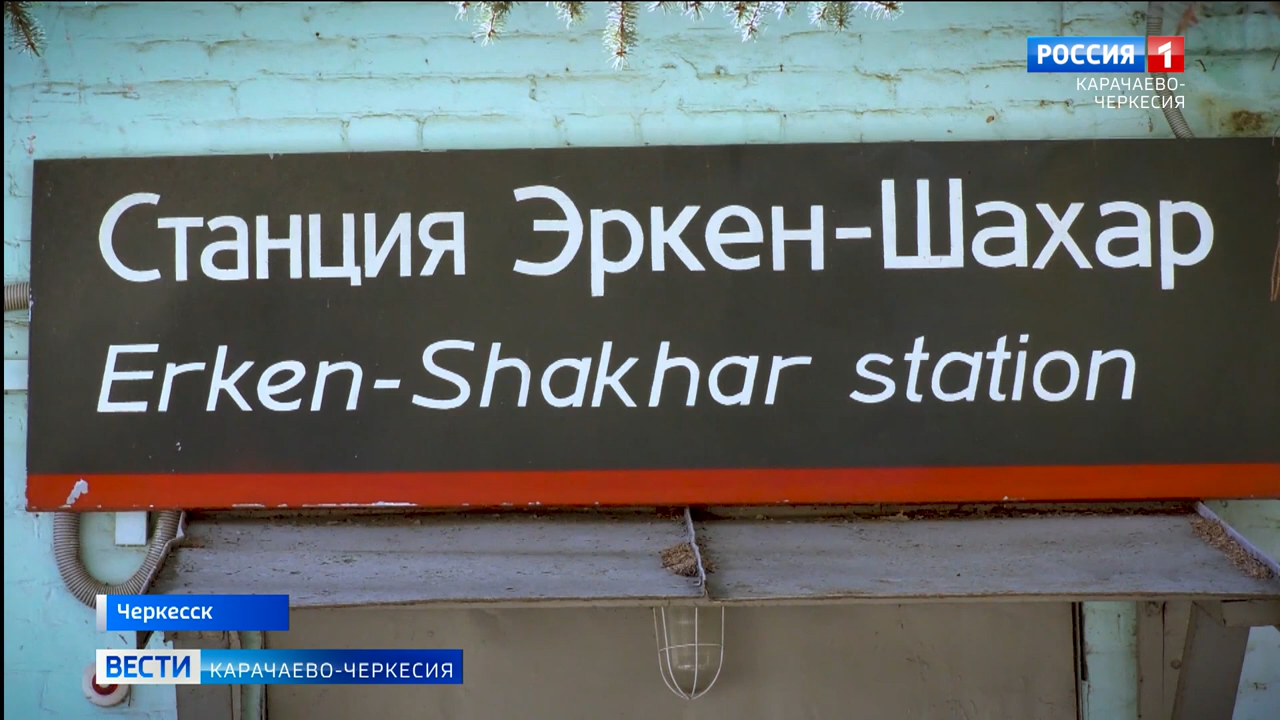 РОССИЯ 1
КАРАЧАЕВО-
ЧЕРКЕСИЯ
Станция Эркен-Шахар
Erken-Shakhar station
Черкесск
ВЕСТИ КАРАЧАЕВО-ЧЕРКЕСИЯ